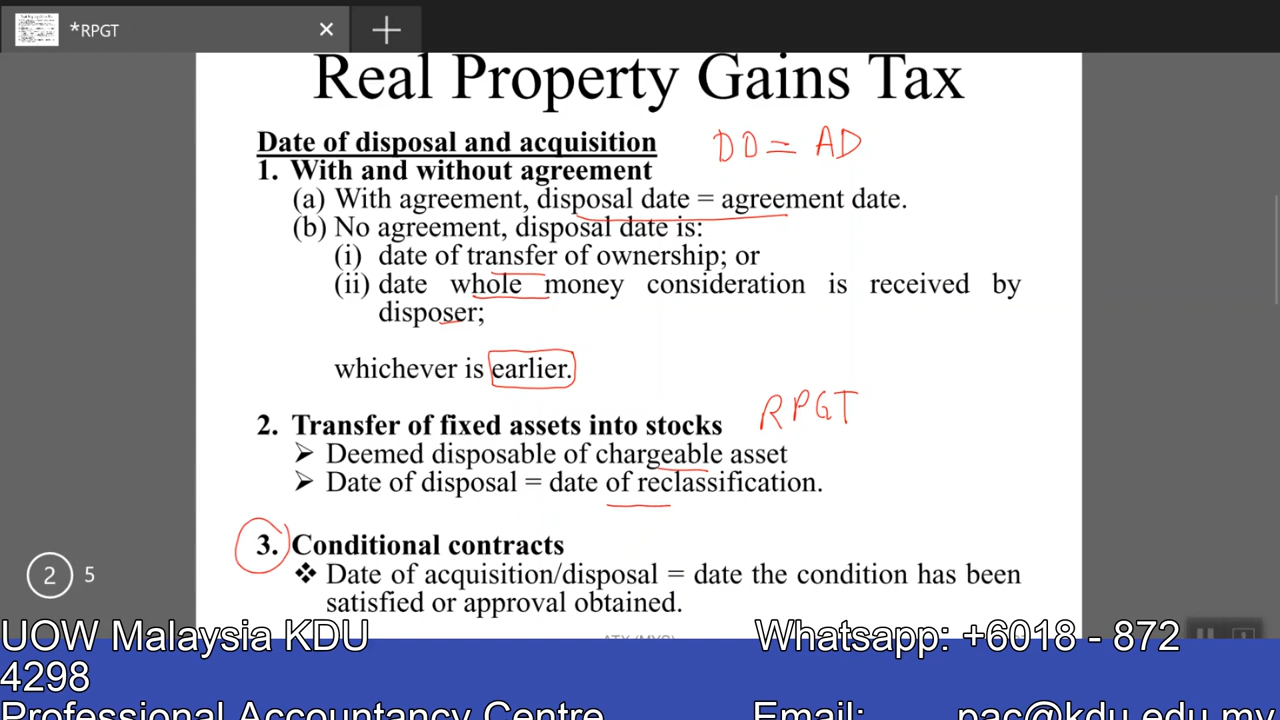 *RPGT
Real Property Gains Tax
Date of disposal and acquisition DD = AD
1. With and without agreement
(a) With agreement, disposal date = agreement date.
(b) No agreement, disposal date is:
(i) date of transfer of ownership; or
(ii) date whole money consideration is received by
disposer;
whichever is earlier.
2. Transfer of fixed assets into stocks RPGT
➢ Deemed disposable of chargeable asset
➢ Date of disposal = date of reclassification.
3. Conditional contracts
❖ Date of acquisition/disposal = date the condition has been
satisfied or approval obtained.
2 5
UOW Malaysia KDU Whatsapp: +6018 - 872
4298
Professional Accountancy Centre Email: pac@kdu.edu.my